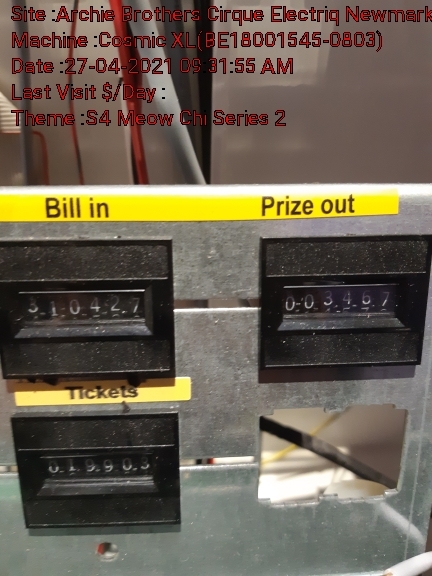 Site :Archie Brothers Cirque Electriq Newmark
Machine :Cosmic XL(BE18001545-0803)
Date :27-04-2021 09:31:55 AM
Last Visit $/Day :
Theme :S4 Meow Chi Series 2
Bill in
Prize out
310427
003467
Tickets
019903